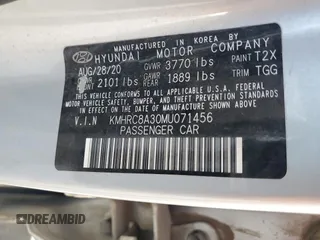 MANUFACTURED IN KOREA BY
HYUNDAI MOTOR COMPANY
AUG/28/20 GVWR 3770 lbs PAINT T2X
GAWR FRONT 2101 lbs GAWR REAR 1889 lbs TRIM TGG
THIS VEHICLE CONFORMS TO ALL APPLICABLE
U.S. FEDERAL MOTOR VEHICLE SAFETY,
BUMPER, AND THEFT PREVENTION STANDARDS
IN EFFECT ON THE DATE OF MANUFACTURE
SHOWN ABOVE.
V.I.N KMHRC8A30MU071456
PASSENGER CAR
DREAMBID